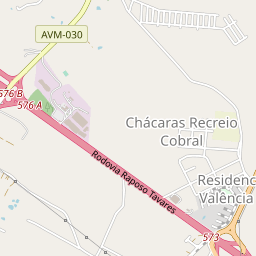 AVM-030
576 B
576 A
Chácaras Recreio
Cobral
Rodovia Raposo Tavares
Residenc
Valência
573